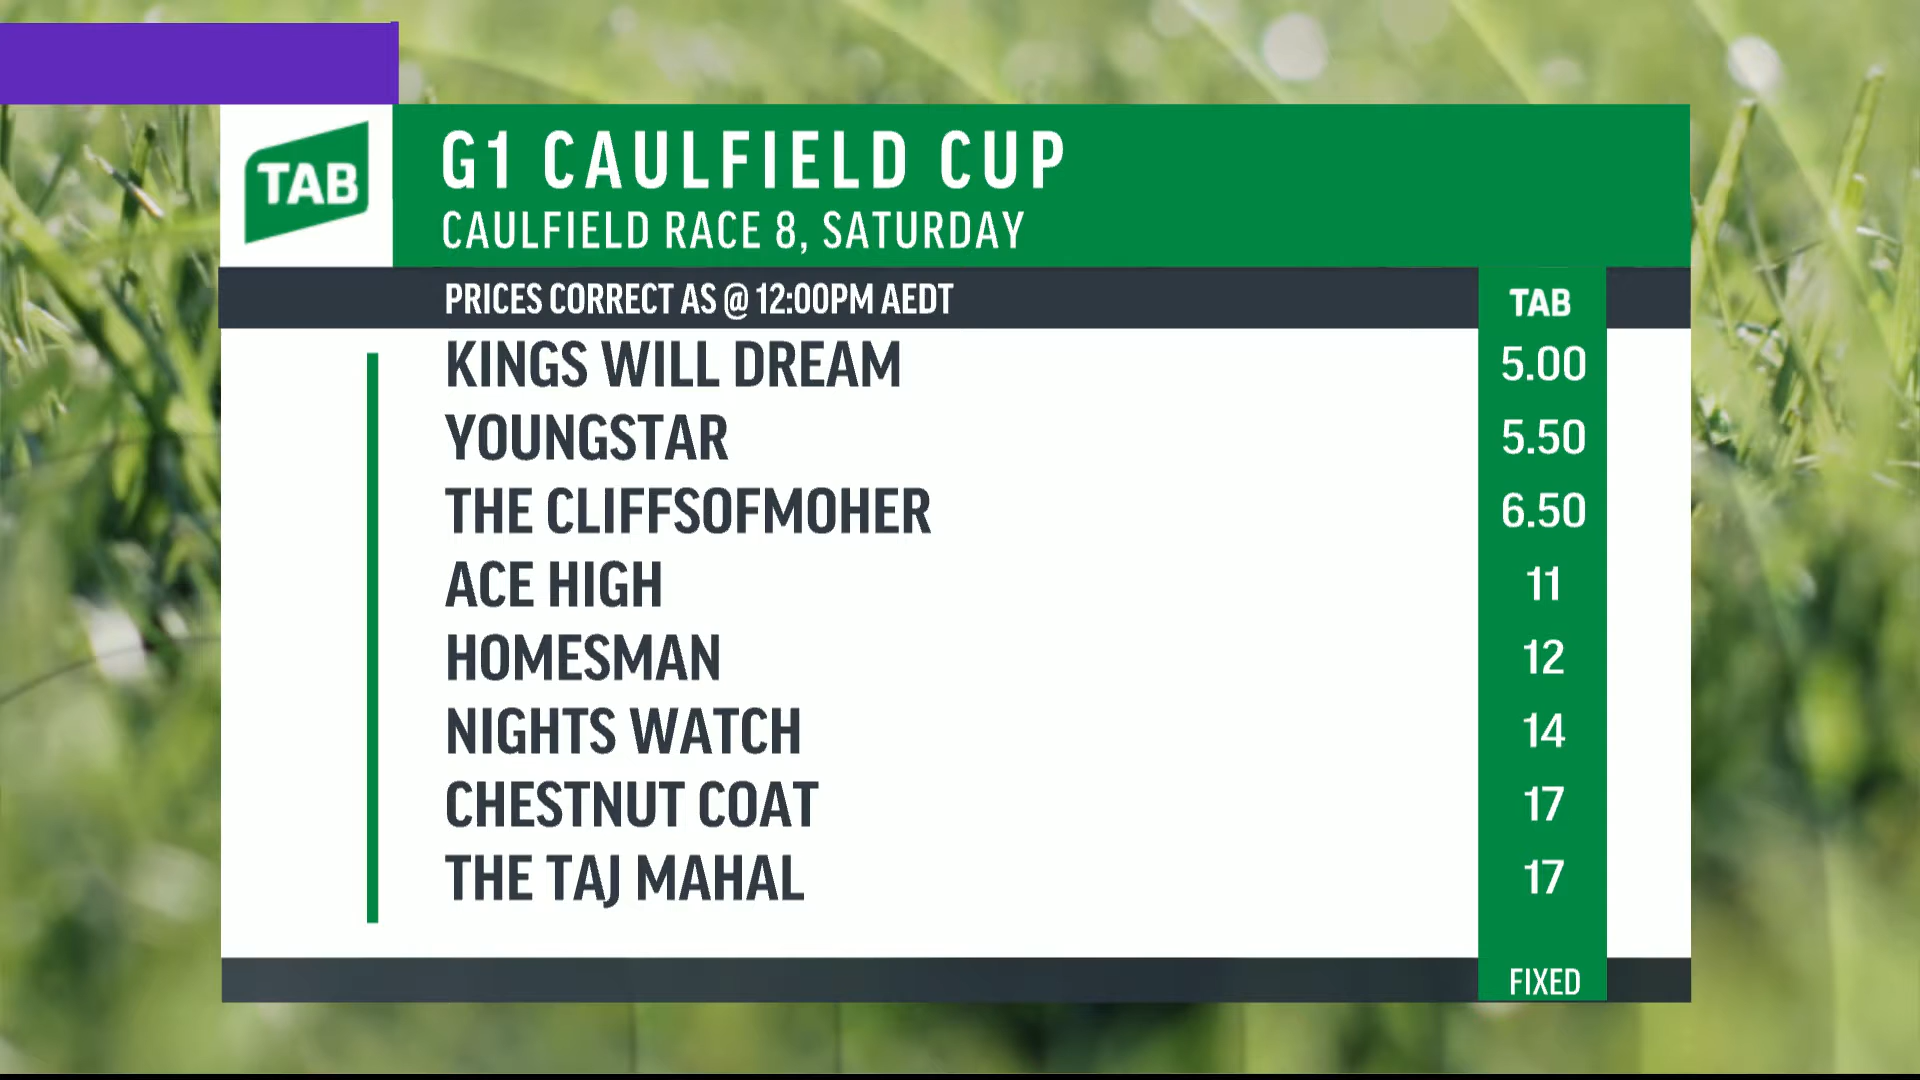 TAB
G1 CAULFIELD CUP
CAULFIELD RACE 8, SATURDAY
PRICES CORRECT AS @ 12:00PM AEDT TAB
KINGS WILL DREAM 5.00
YOUNGSTAR 5.50
THE CLIFFSOFMOHER 6.50
ACE HIGH 11
HOMESMAN 12
NIGHTS WATCH 14
CHESTNUT COAT 17
THE TAJ MAHAL 17
FIXED